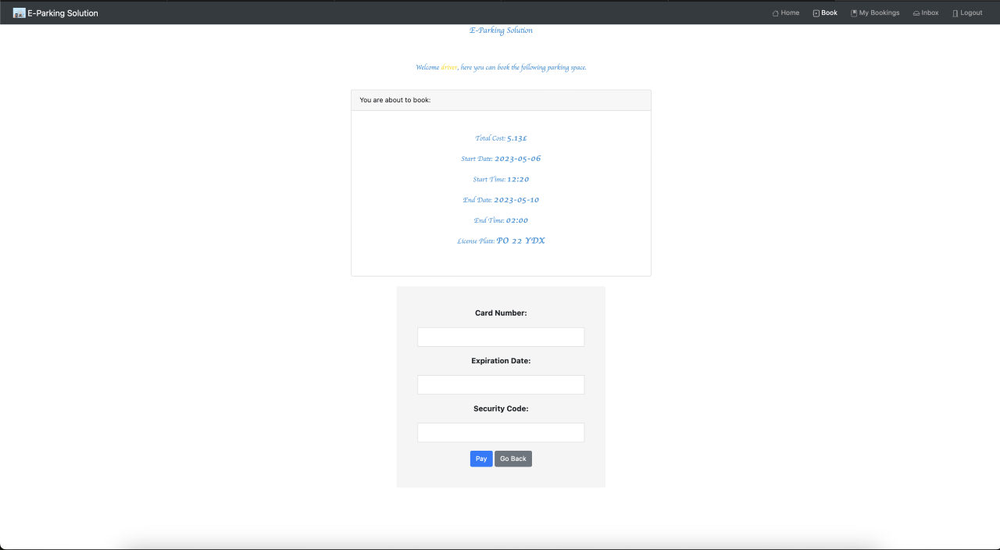 E-Parking Solution
Home Book My Bookings Inbox Logout
E-Parking Solution
Welcome driver, here you can book the following parking space.
You are about to book:
Total Cost: 5.13£
Start Date: 2023-05-06
Start Time: 12:20
End Date: 2023-05-10
End Time: 02:00
License Plate: PO 22 YDX
Card Number:
Expiration Date:
Security Code:
Pay Go Back